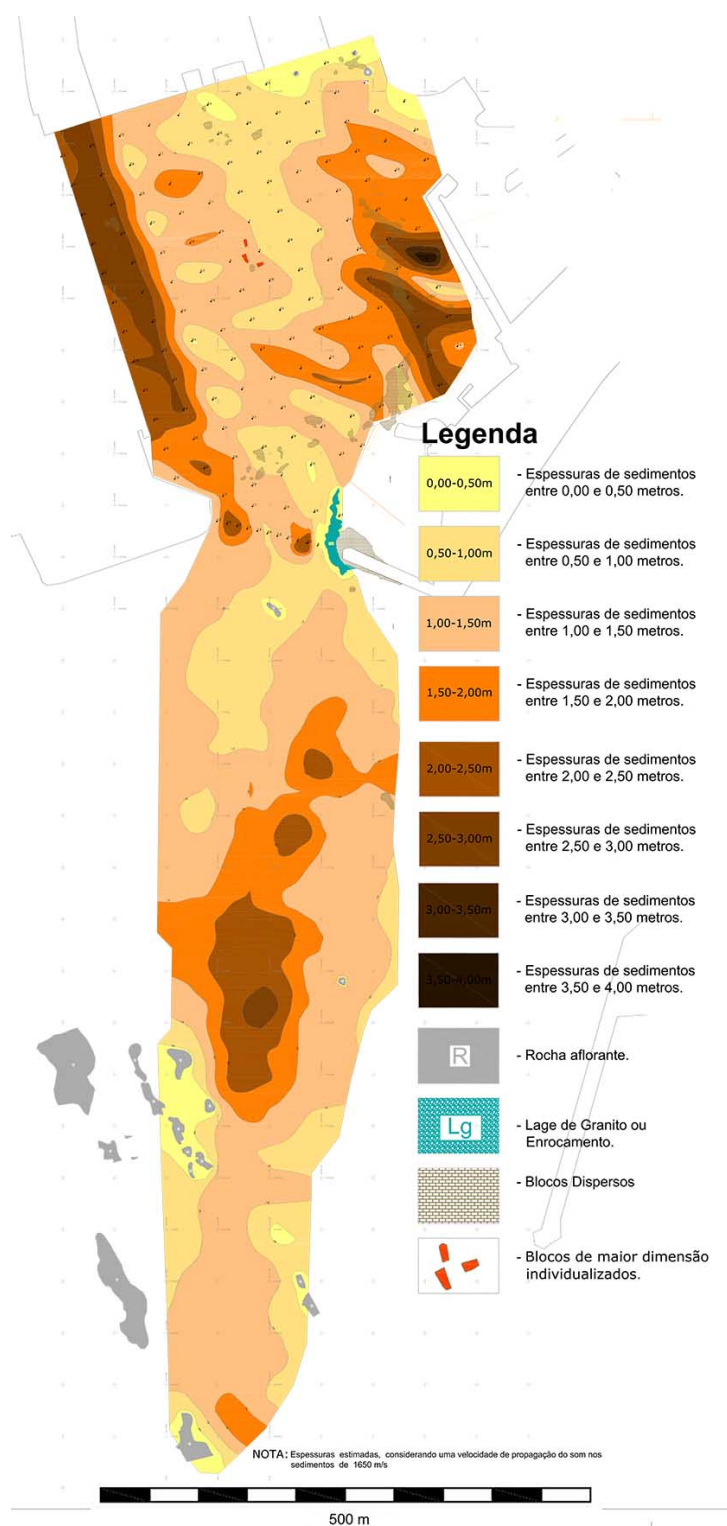 Legenda
0,00-0,50m
- Espessuras de sedimentos
entre 0,00 e 0,50 metros.
0,50-1,00m
- Espessuras de sedimentos
entre 0,50 e 1,00 metros.
1,00-1,50m
- Espessuras de sedimentos
entre 1,00 e 1,50 metros.
1,50-2,00m
- Espessuras de sedimentos
entre 1,50 e 2,00 metros.
2,00-2,50m
- Espessuras de sedimentos
entre 2,00 e 2,50 metros.
2,50-3,00m
- Espessuras de sedimentos
entre 2,50 e 3,00 metros.
3,00-3,50m
- Espessuras de sedimentos
entre 3,00 e 3,50 metros.
3,50-4,00m
- Espessuras de sedimentos
entre 3,50 e 4,00 metros.
R
- Rocha aflorante.
Lg
- Lage de Granito ou
Enrocamento.
- Blocos Dispersos
- Blocos de maior dimensão
individualizados.
NOTA: Espessuras estimadas, considerando uma velocidade de propagação do som nos
sedimentos de 1650 m/s
500 m